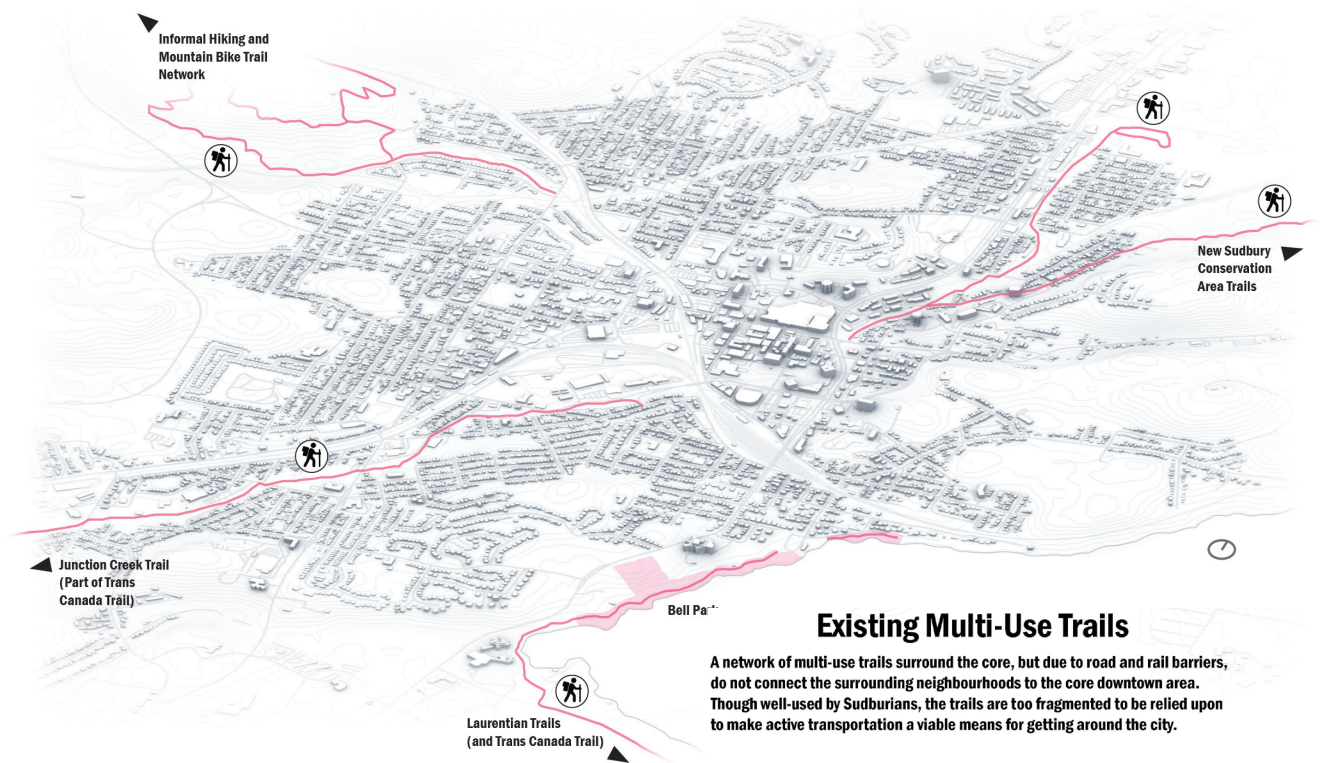 Informal Hiking and
Mountain Bike Trail
Network
New Sudbury
Conservation
Area Trails
Junction Creek Trail
(Part of Trans
Canada Trail)
Bell
Existing Multi-Use Trails
A network of multi-use trails surround the core, but due to road and rail barriers,
do not connect the surrounding neighbourhoods to the core downtown area.
Though well-used by Sudburians, the trails are too fragmented to be relied upon
to make active transportation a viable means for getting around the city.
Laurentian Trails
(and Trans Canada Trail)